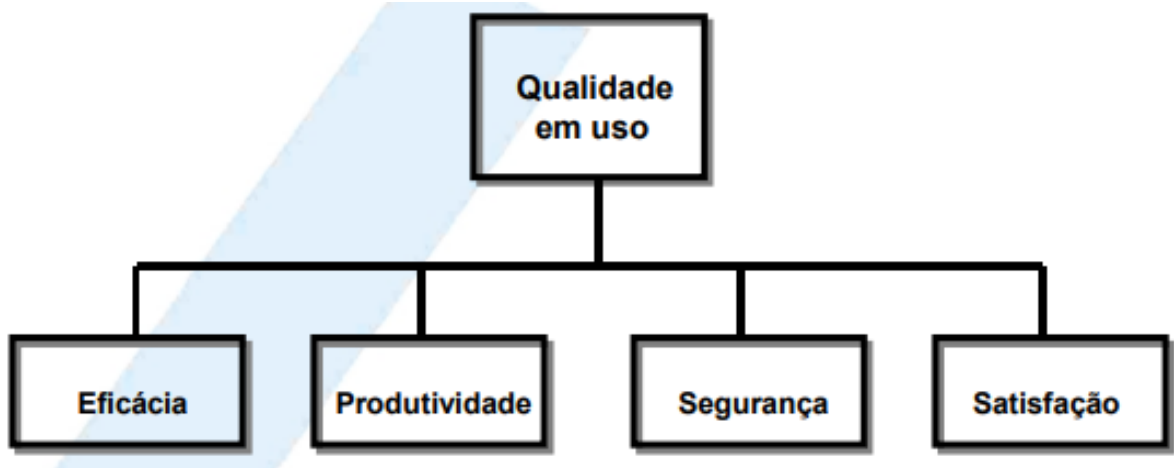 Qualidade
em uso
Eficácia
Produtividade
Segurança
Satisfação